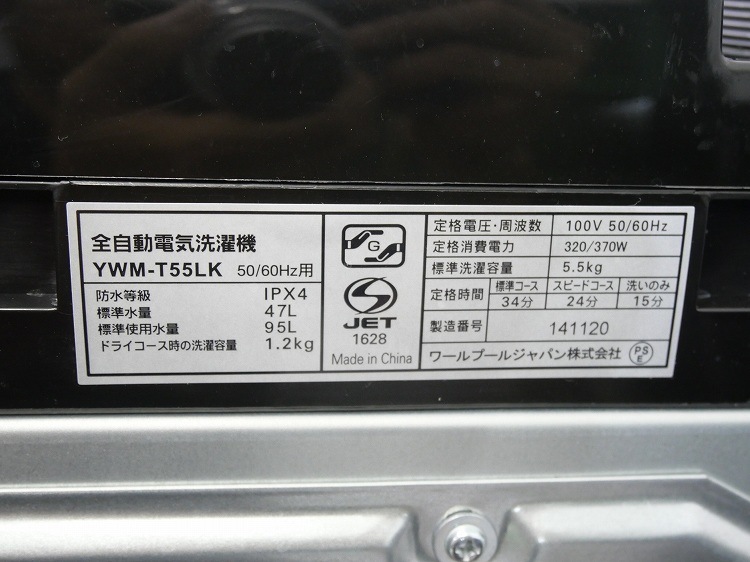 全自動電気洗濯機
YWM-T55LK 50/60Hz用
防水等級 IPX4
標準水量 47L
標準使用水量 95L
ドライコース時の洗濯容量 1.2kg
G
S
JET
1628
Made in China
定格電圧・周波数 100V 50/60Hz
定格消費電力 320/370W
標準洗濯容量 5.5kg
定格時間 標準コース スピードコース 洗いのみ
34分 24分 15分
製造番号 141120
ワールプールジャパン株式会社 PSE